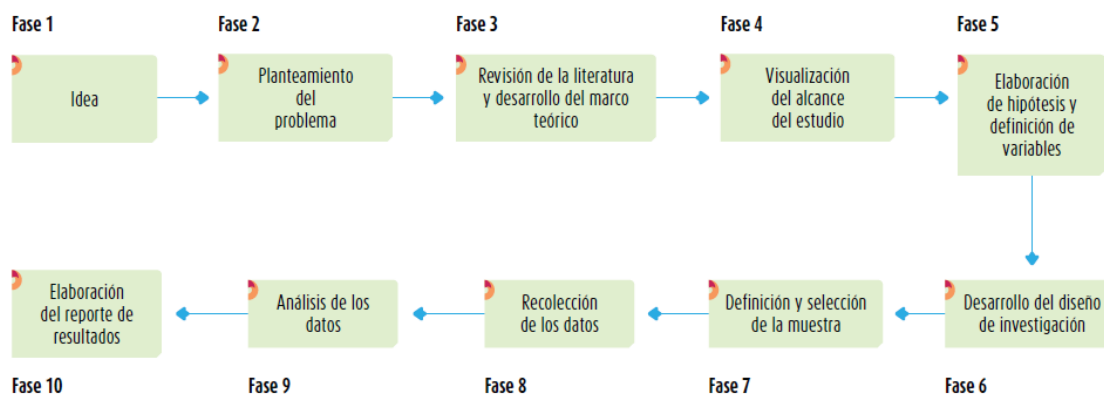 Fase 1
Fase 2
Fase 3
Fase 4
Fase 5
Idea
Planteamiento
del
problema
Revisión de la literatura
y desarrollo del marco
teórico
Visualización
del alcance
del estudio
Elaboración
de hipótesis y
definición de
variables
Desarrollo del diseño
de investigación
Definición y selección
de la muestra
Recolección
de los datos
Análisis de los
datos
Elaboración
del reporte de
resultados
Fase 10
Fase 9
Fase 8
Fase 7
Fase 6